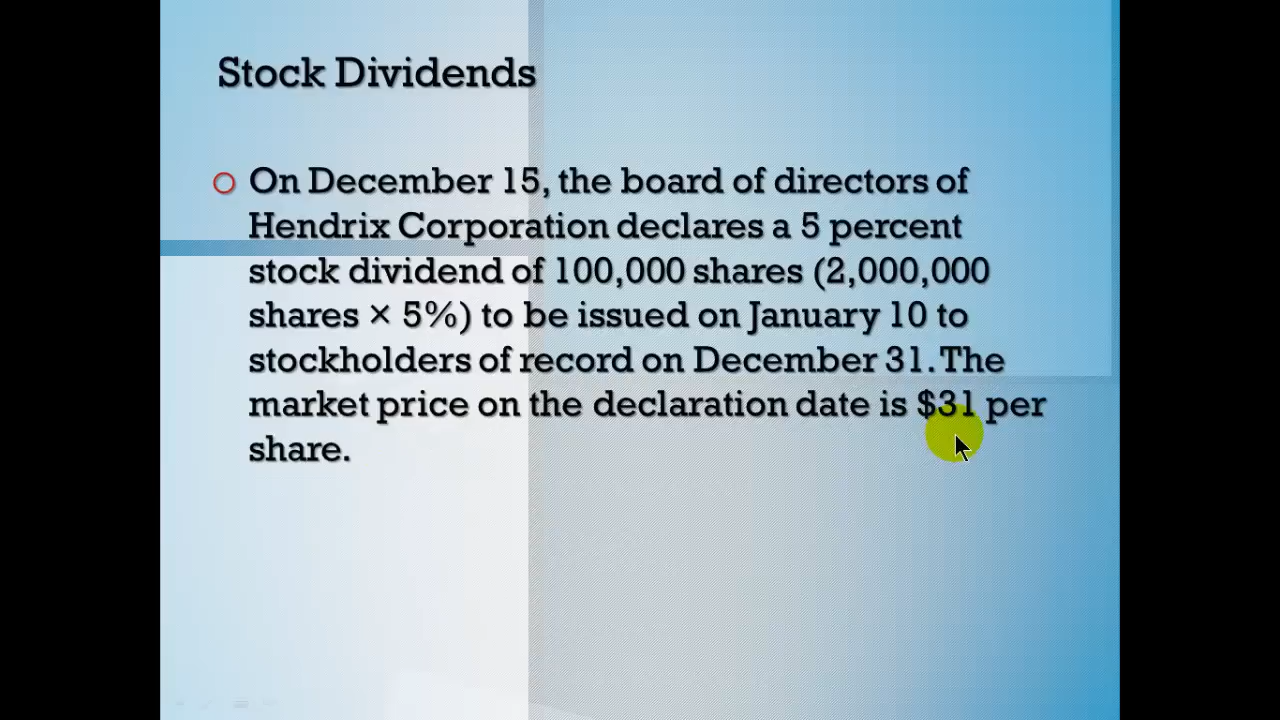 Stock Dividends
On December 15, the board of directors of
Hendrix Corporation declares a 5 percent
stock dividend of 100,000 shares (2,000,000
shares × 5%) to be issued on January 10 to
stockholders of record on December 31. The
market price on the declaration date is $31 per
share.